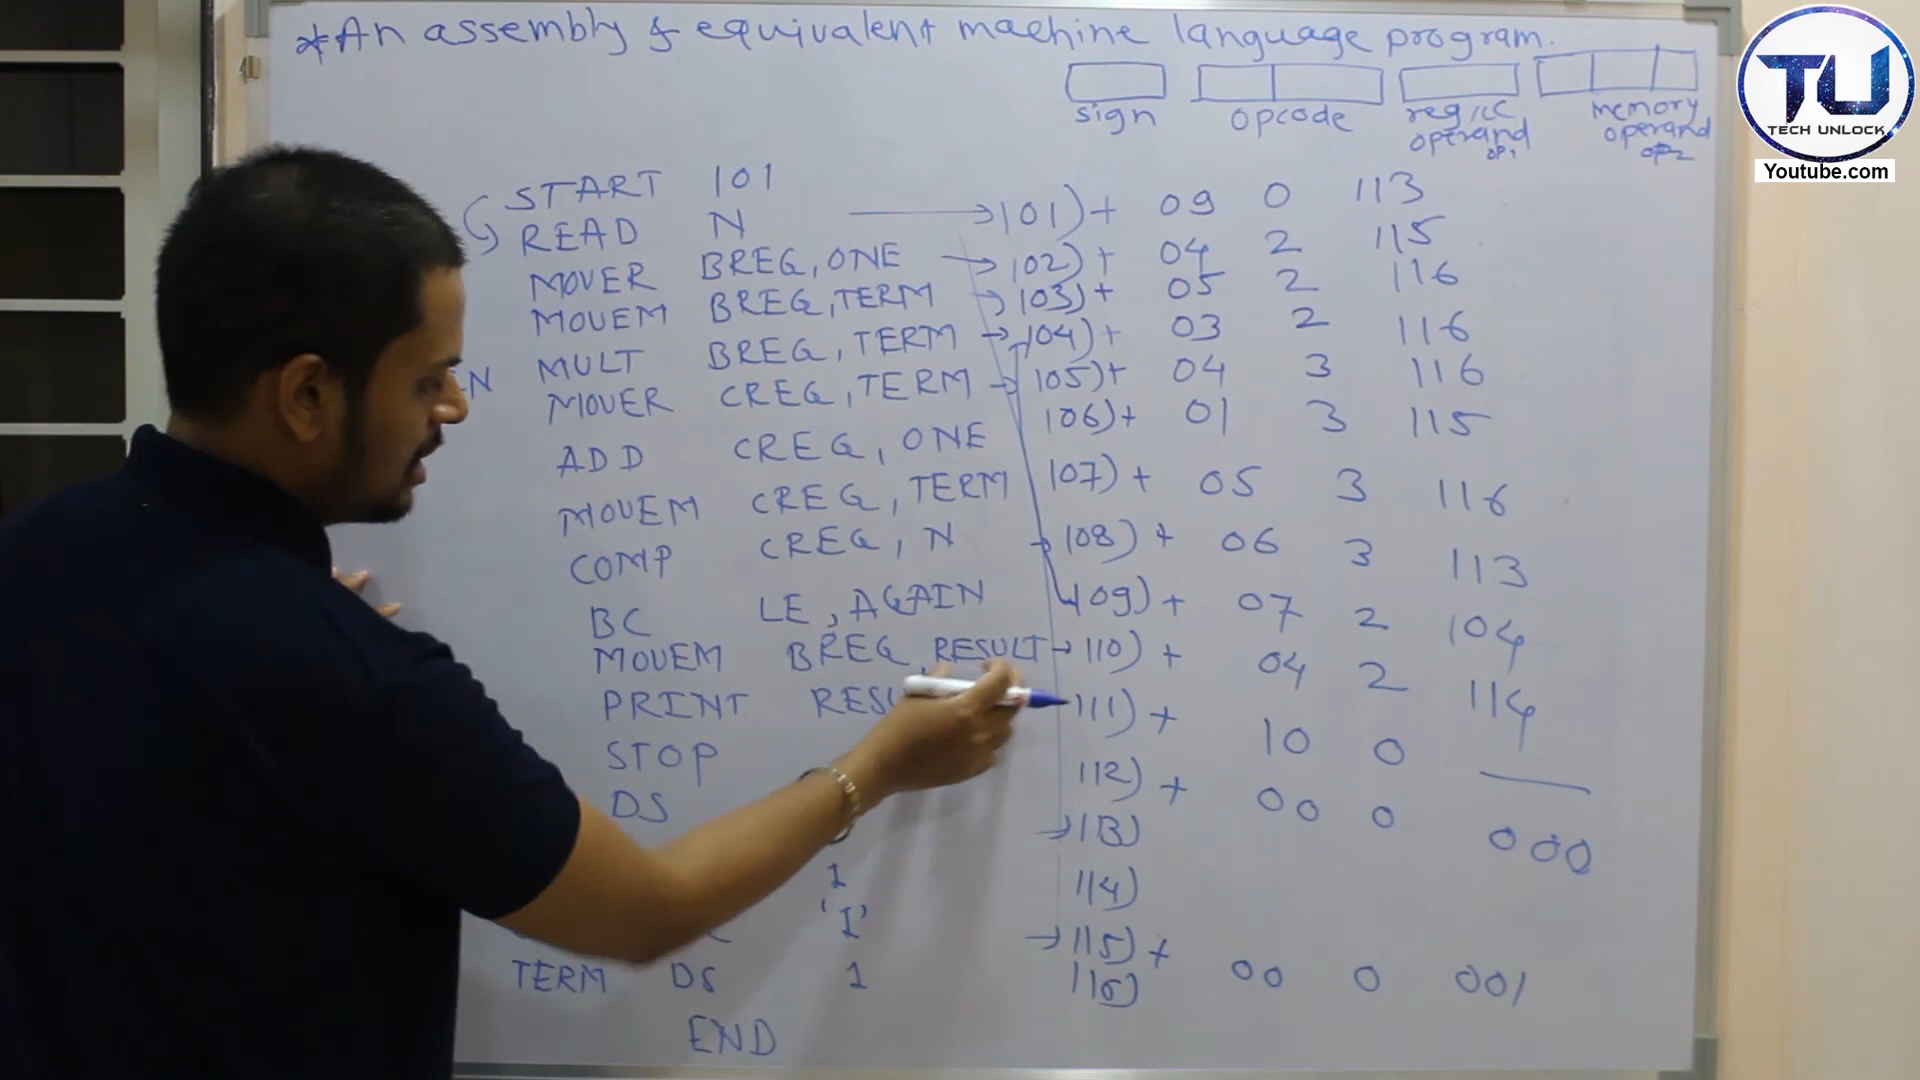 *An assembly & equivalent machine language program.
sign opcode reg/CC operand OP1 memory operand OP2
START 101
READ N → 101) + 09 0 113
MOVER BREG, ONE → 102) + 04 2 115
MOVEM BREG, TERM → 103) + 05 2 116
MULT BREG, TERM → 104) + 03 2 116
MOVER CREG, TERM → 105) + 04 3 116
ADD CREG, ONE 106) + 01 3 115
MOVEM CREG, TERM 107) + 05 3 116
COMP CREG, N → 108) + 06 3 113
BC LE, AGAIN 109) + 07 2 104
MOVEM BREG, RESULT → 110) + 04 2 114
PRINT 111) + 10 0 —
STOP 112) + 00 0 000
DS → 113)
1 114)
'1' → 115) + 00 0 001
TERM DS 1 116)
END
TU
TECH UNLOCK
Youtube.com